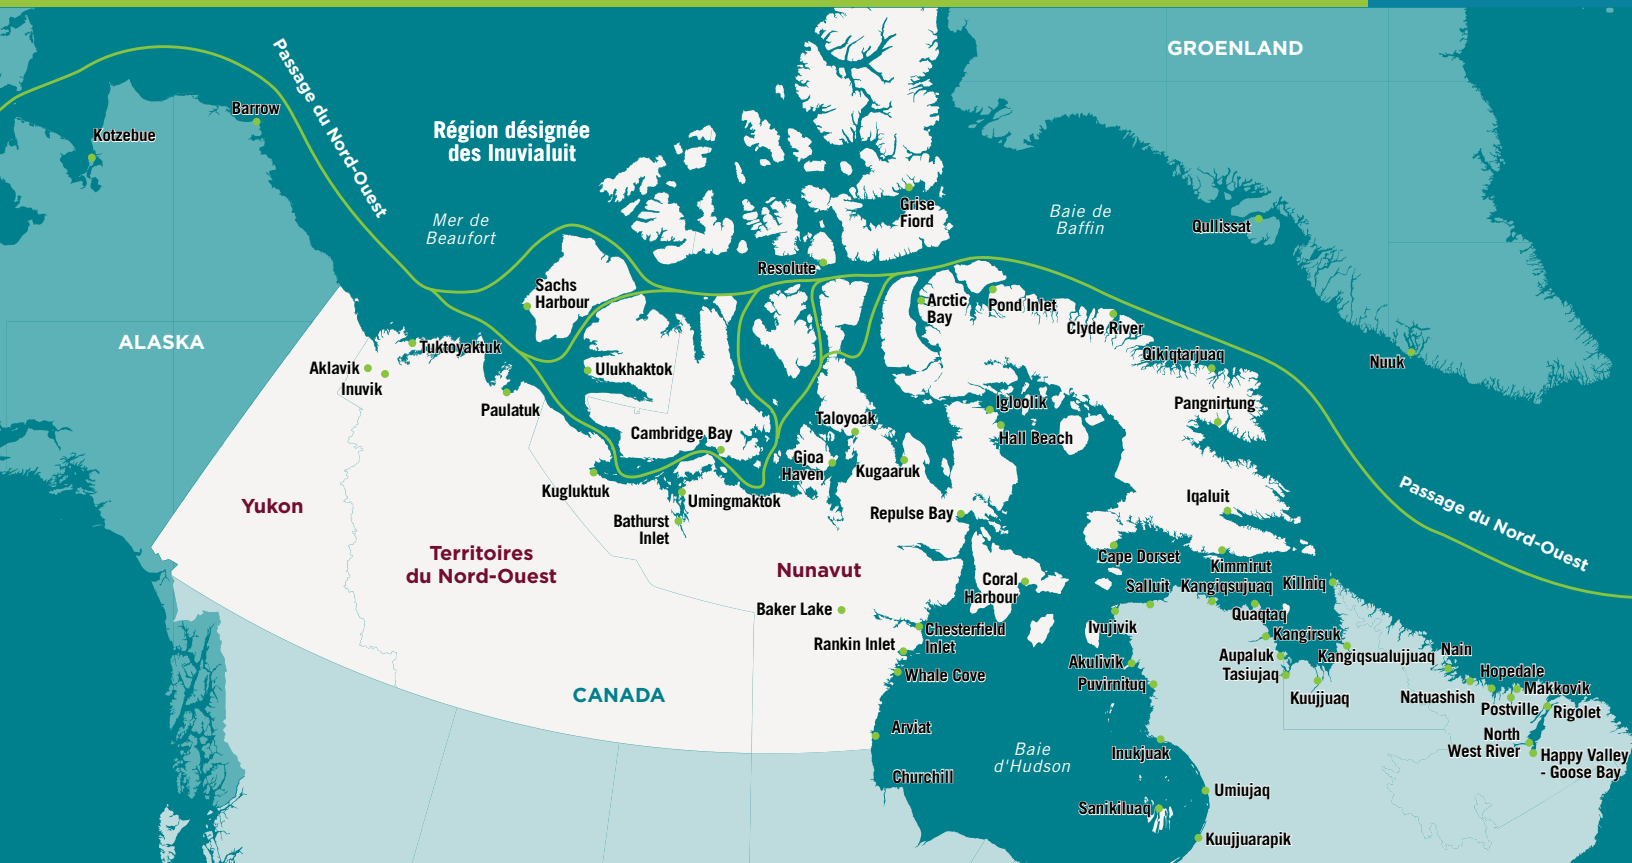 GROENLAND
Passage du Nord-Ouest
Barrow
Kotzebue
Région désignée
des Inuvialuit
Mer de
Beaufort
Grise
Fiord
Baie de
Baffin
Qullissat
Resolute
Sachs
Harbour
Arctic
Bay
Pond Inlet
Clyde River
ALASKA
Tuktoyaktuk
Aklavik
Inuvik
Ulukhaktok
Paulatuk
Qikiqtarjuaq
Nuuk
Pangnirtung
Igloolik
Hall Beach
Taloyoak
Cambridge Bay
Gjoa
Haven
Kugaaruk
Kugluktuk
Umingmaktok
Bathurst
Inlet
Repulse Bay
Iqaluit
Passage du Nord-Ouest
Yukon
Territoires
du Nord-Ouest
Nunavut
Cape Dorset
Kimmirut
Coral
Harbour
Salluit
Kangiqsujuaq
Killniq
Baker Lake
Quaqtaq
Ivujivik
Chesterfield
Inlet
Kangirsuk
Rankin Inlet
Akulivik
Aupaluk
Kangiqsualujjuaq
Nain
Whale Cove
Tasiujaq
Puvirnituq
Hopedale
Makkovik
Kuujjuaq
Natuashish
Postville
Rigolet
CANADA
Arviat
North
West River
Inukjuak
Baie
d'Hudson
Happy Valley
- Goose Bay
Churchill
Umiujaq
Sanikiluaq
Kuujjuarapik